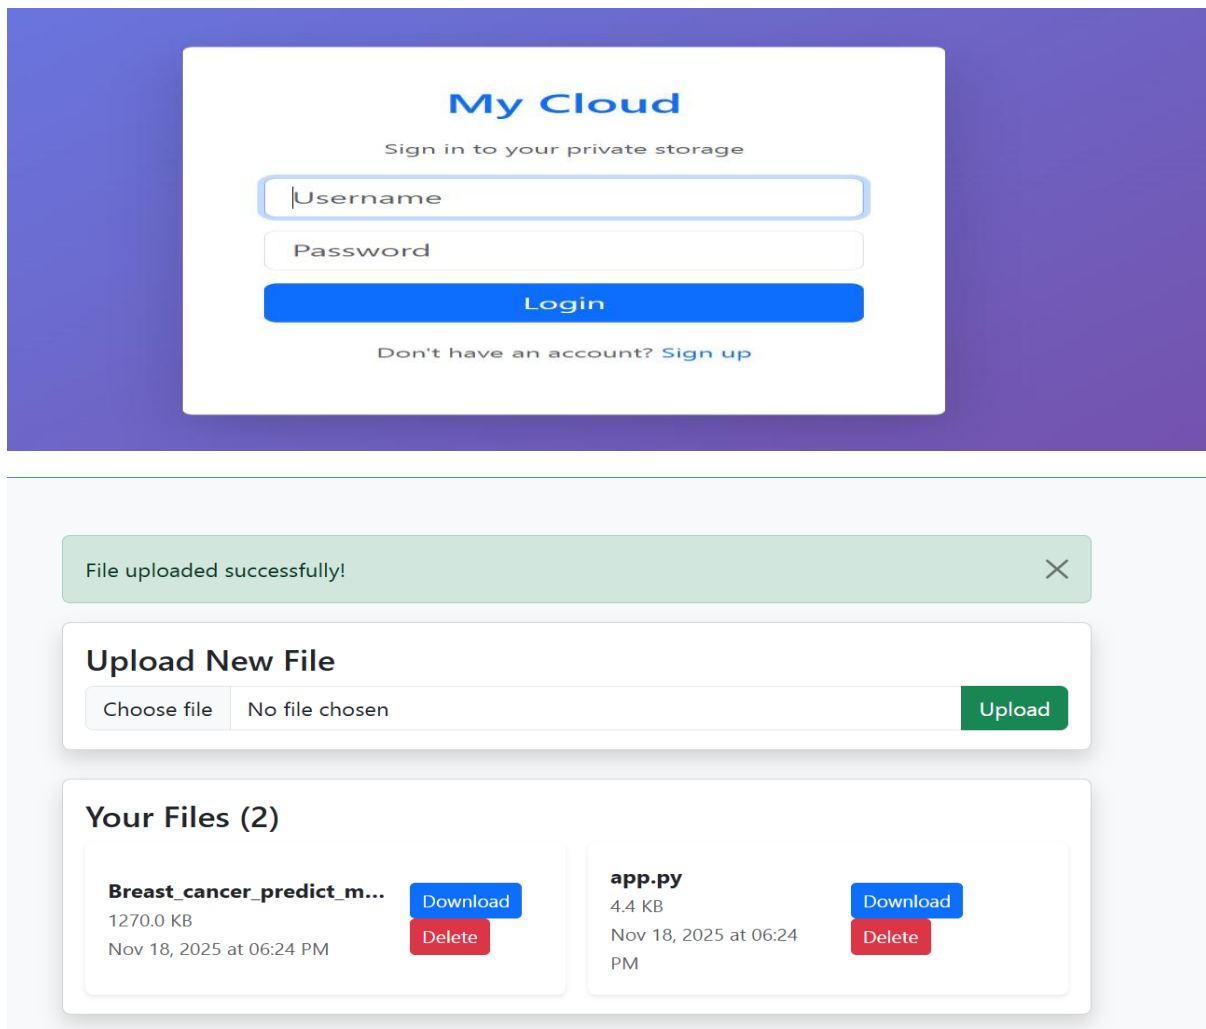 My Cloud
Sign in to your private storage
Username
Password
Login
Don't have an account? Sign up
File uploaded successfully!
Upload New File
Choose file No file chosen Upload
Your Files (2)
Breast_cancer_predict_m...
1270.0 KB
Nov 18, 2025 at 06:24 PM
Download
Delete
app.py
4.4 KB
Nov 18, 2025 at 06:24
PM
Download
Delete